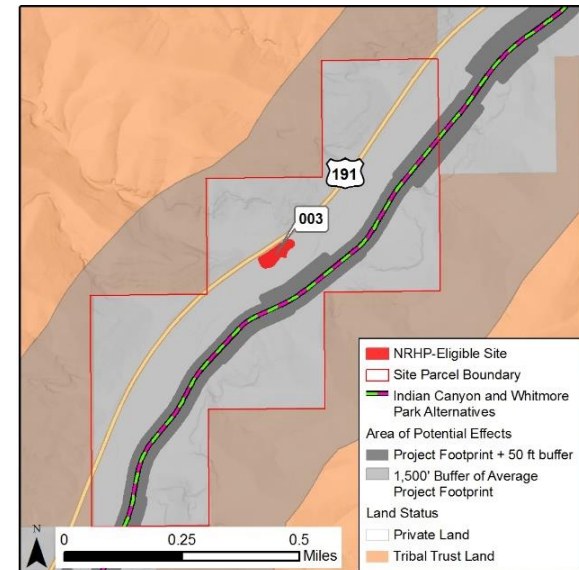 191
003
NRHP-Eligible Site
Site Parcel Boundary
Indian Canyon and Whitmore
Park Alternatives
Area of Potential Effects
Project Footprint + 50 ft buffer
1,500' Buffer of Average
Project Footprint
Land Status
Private Land
Tribal Trust Land
N
0 0.25 0.5
Miles